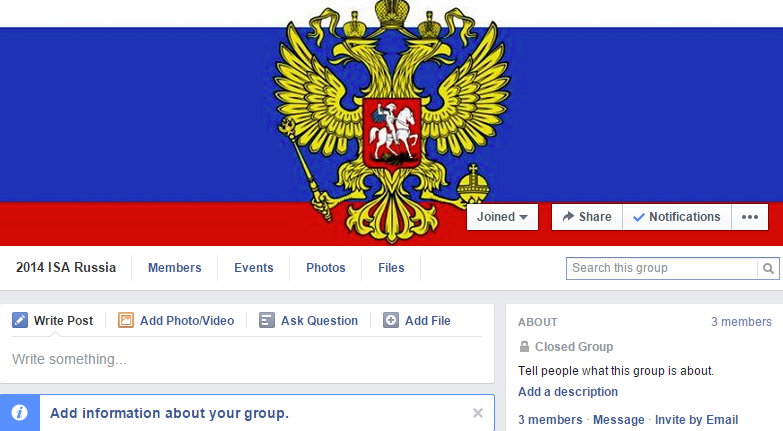 Joined Share Notifications
2014 ISA Russia Members Events Photos Files Search this group
Write Post Add Photo/Video Ask Question Add File
Write something...
Add information about your group.
ABOUT 3 members
Closed Group
Tell people what this group is about.
Add a description
3 members · Message · Invite by Email